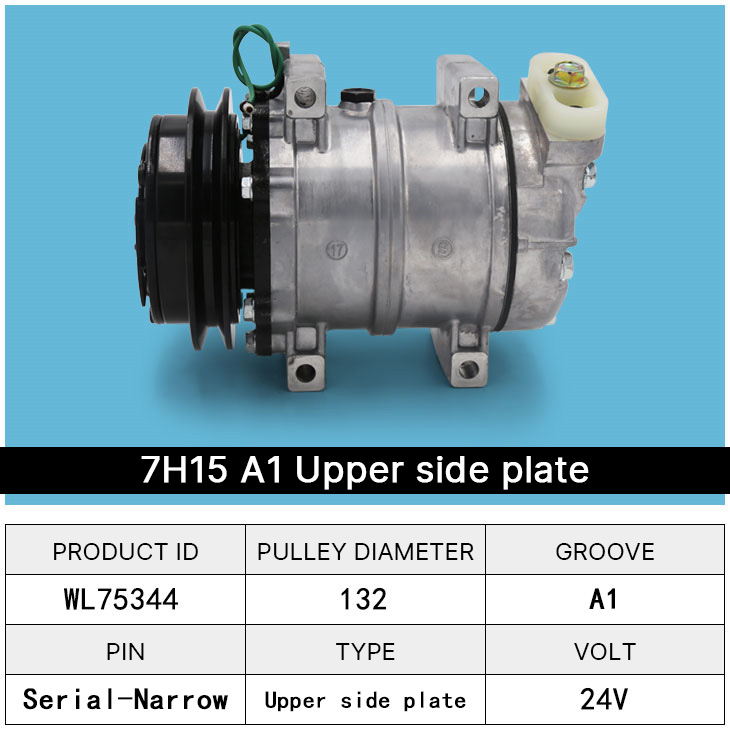 17
S
7H15 A1 Upper side plate
PRODUCT ID PULLEY DIAMETER GROOVE
WL75344 132 A1
PIN TYPE VOLT
Serial-Narrow Upper side plate 24V